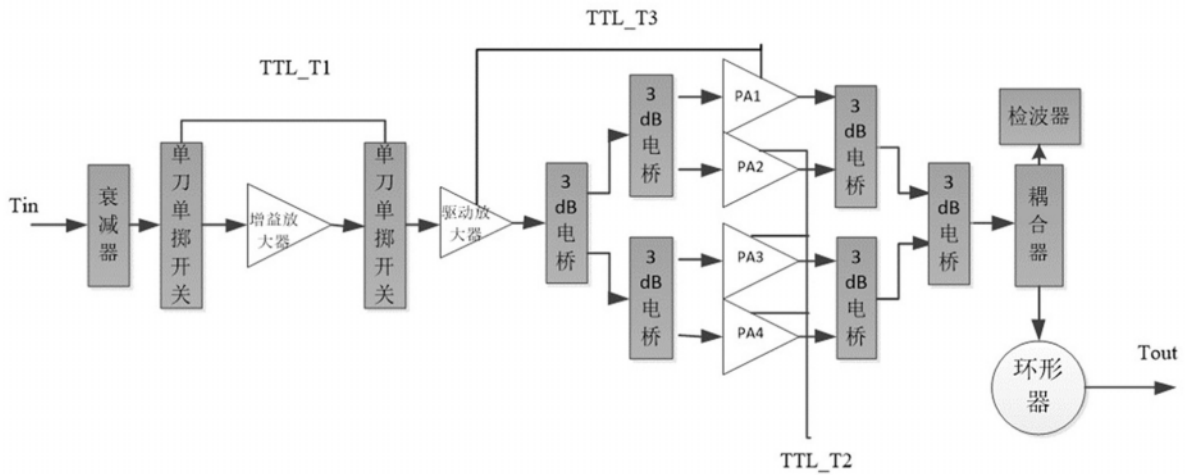 TTL_T3
TTL_T1
Tin
衰减器
单刀单掷开关
增益放
大器
单刀单掷开关
驱动放
大器
3
dB
电
桥
3
dB
电
桥
3
dB
电
桥
PA1
PA2
PA3
PA4
3
dB
电
桥
3
dB
电
桥
3
dB
电
桥
检波器
耦合器
环形
器
Tout
TTL_T2